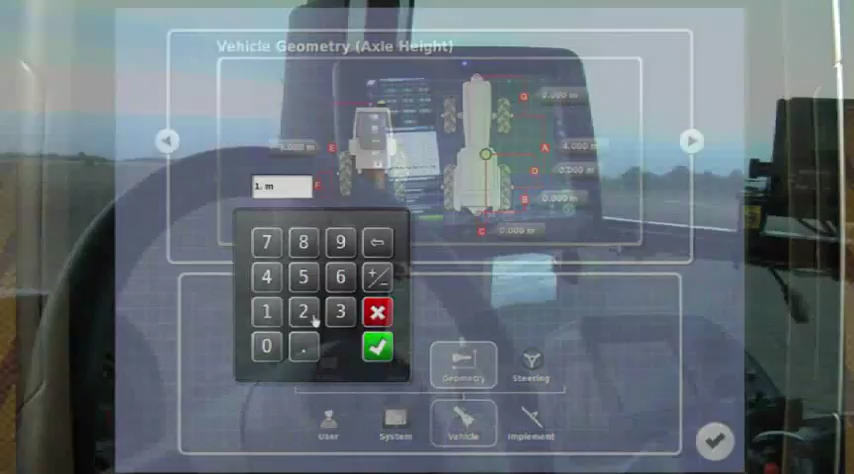 Vehicle Geometry (Axle Height)
G 0.000 m
E
A 4.000 m
D 0.000 m
1. m F
B 0.000 m
C 0.000 m
7 8 9
4 5 6 +/-
1 2 3
0 .
Geometry Steering
User System Vehicle Implement